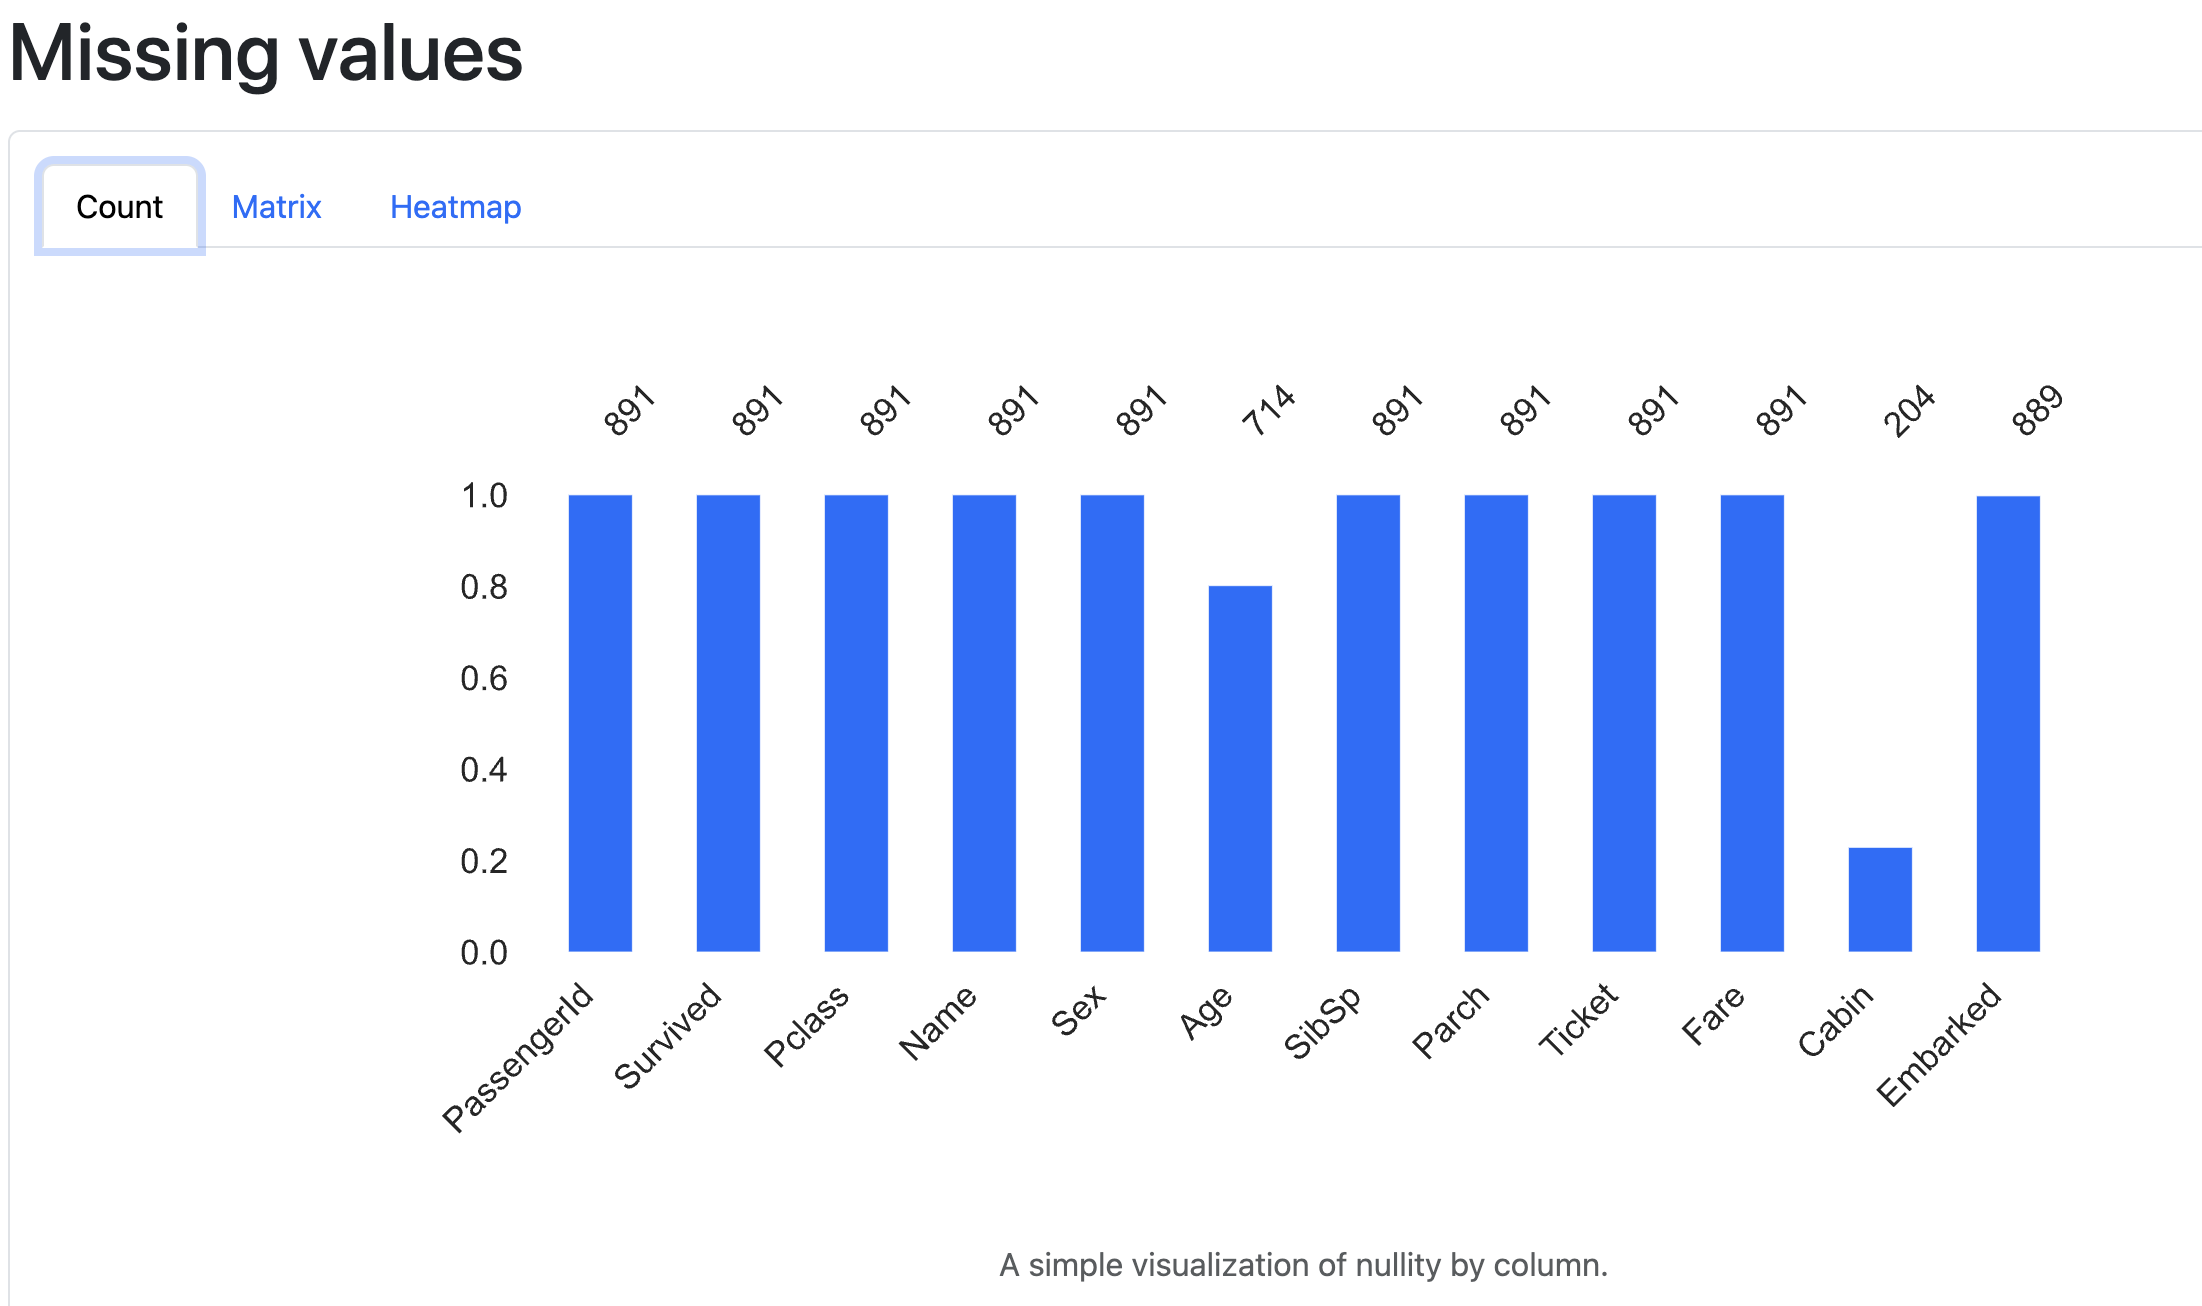 Missing values
Count Matrix Heatmap
891 891 891 891 891 714 891 891 891 891 204 889
1.0
0.8
0.6
0.4
0.2
0.0
PassengerId Survived Pclass Name Sex Age SibSp Parch Ticket Fare Cabin Embarked
A simple visualization of nullity by column.